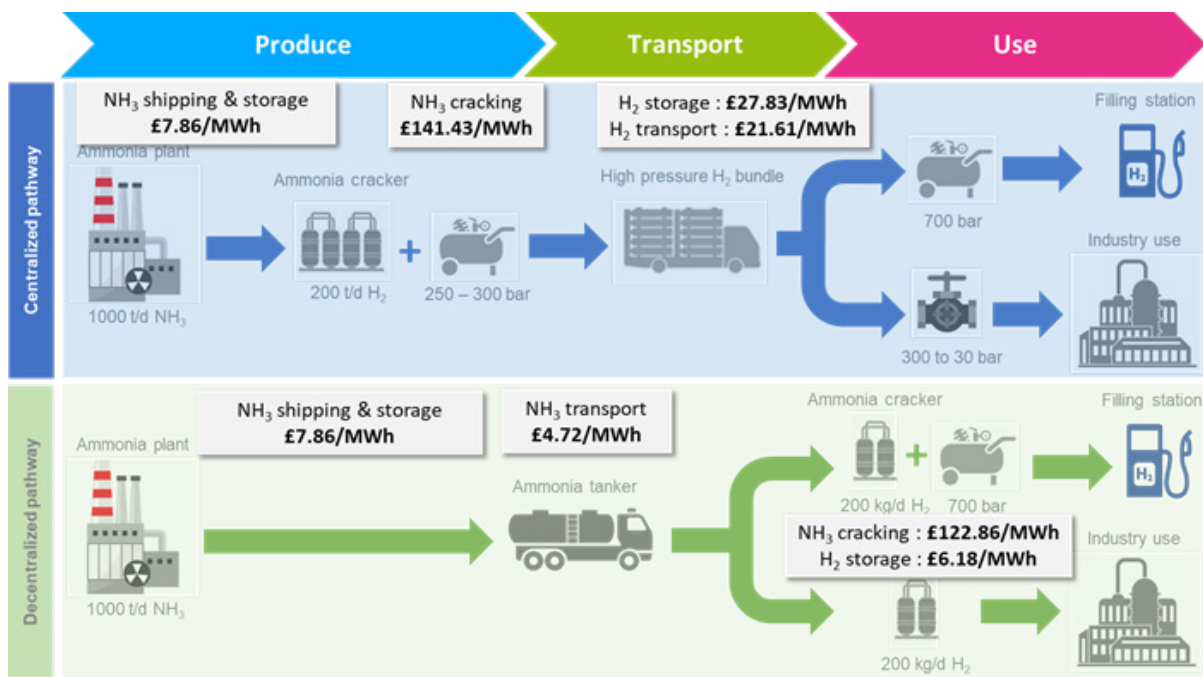 Produce
Transport
Use
Centralized pathway
NH₃ shipping & storage
£7.86/MWh
NH₃ cracking
£141.43/MWh
H₂ storage : £27.83/MWh
H₂ transport : £21.61/MWh
Filling station
Ammonia plant
Ammonia cracker
High pressure H₂ bundle
H₂
700 bar
Industry use
200 t/d H₂
250 – 300 bar
1000 t/d NH₃
300 to 30 bar
Decentralized pathway
NH₃ shipping & storage
£7.86/MWh
NH₃ transport
£4.72/MWh
Ammonia cracker
Filling station
Ammonia plant
Ammonia tanker
H₂
200 kg/d H₂
700 bar
NH₃ cracking : £122.86/MWh
H₂ storage : £6.18/MWh
Industry use
1000 t/d NH₃
200 kg/d H₂